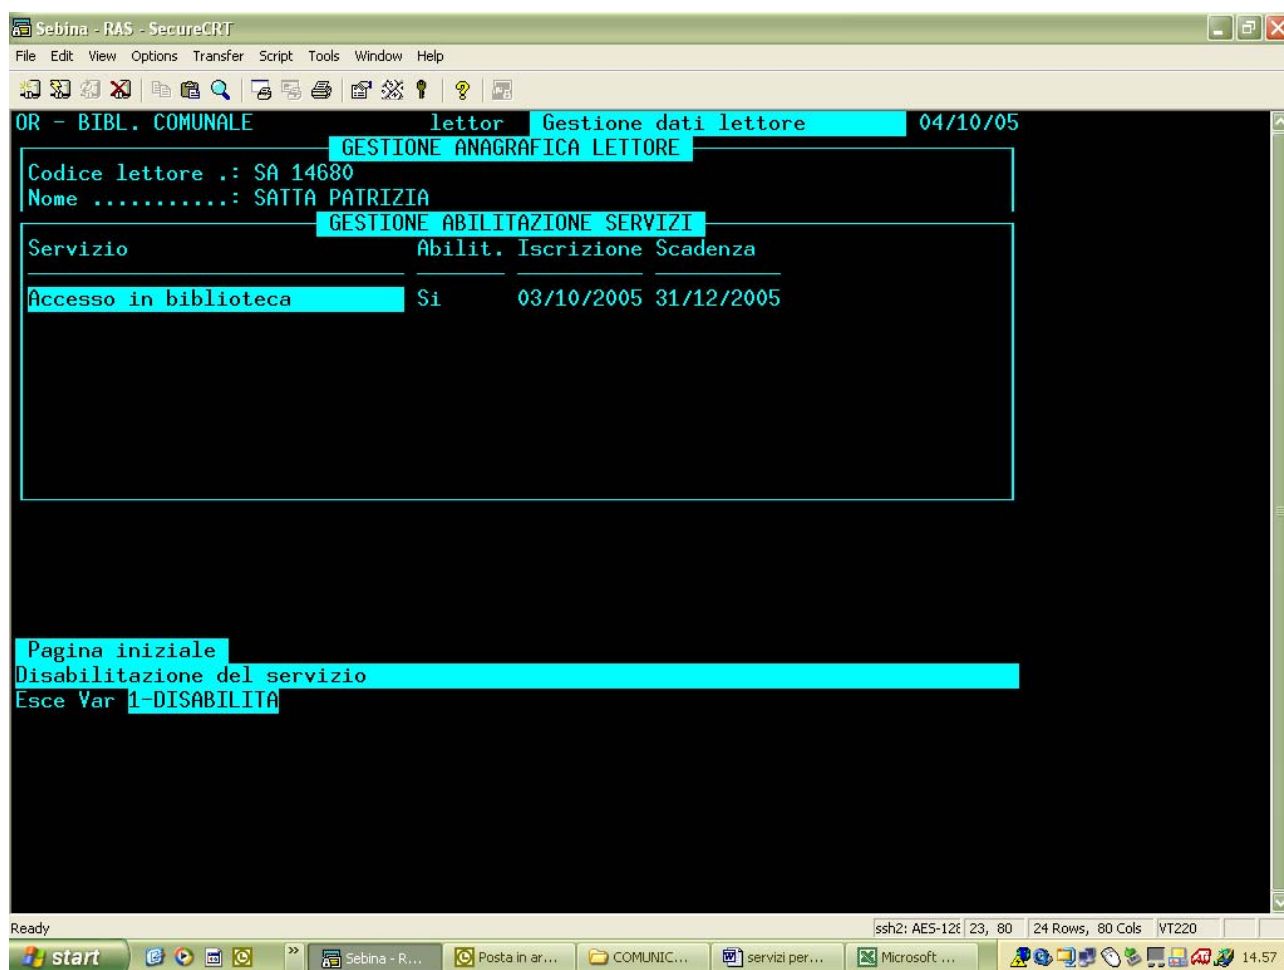 Sebina - RAS - SecureCRT
File Edit View Options Transfer Script Tools Window Help
OR - BIBL. COMUNALE lettor Gestione dati lettore 04/10/05
GESTIONE ANAGRAFICA LETTORE
Codice lettore .: SA 14680
Nome ...........: SATTA PATRIZIA
GESTIONE ABILITAZIONE SERVIZI
Servizio Abilit. Iscrizione Scadenza
Accesso in biblioteca Si 03/10/2005 31/12/2005
Pagina iniziale
Disabilitazione del servizio
Esce Var 1-DISABILITA
Ready ssh2: AES-128 23, 80 24 Rows, 80 Cols VT220
start Sebina - R... Posta in ar... COMUNIC... servizi per... Microsoft ... 14.57